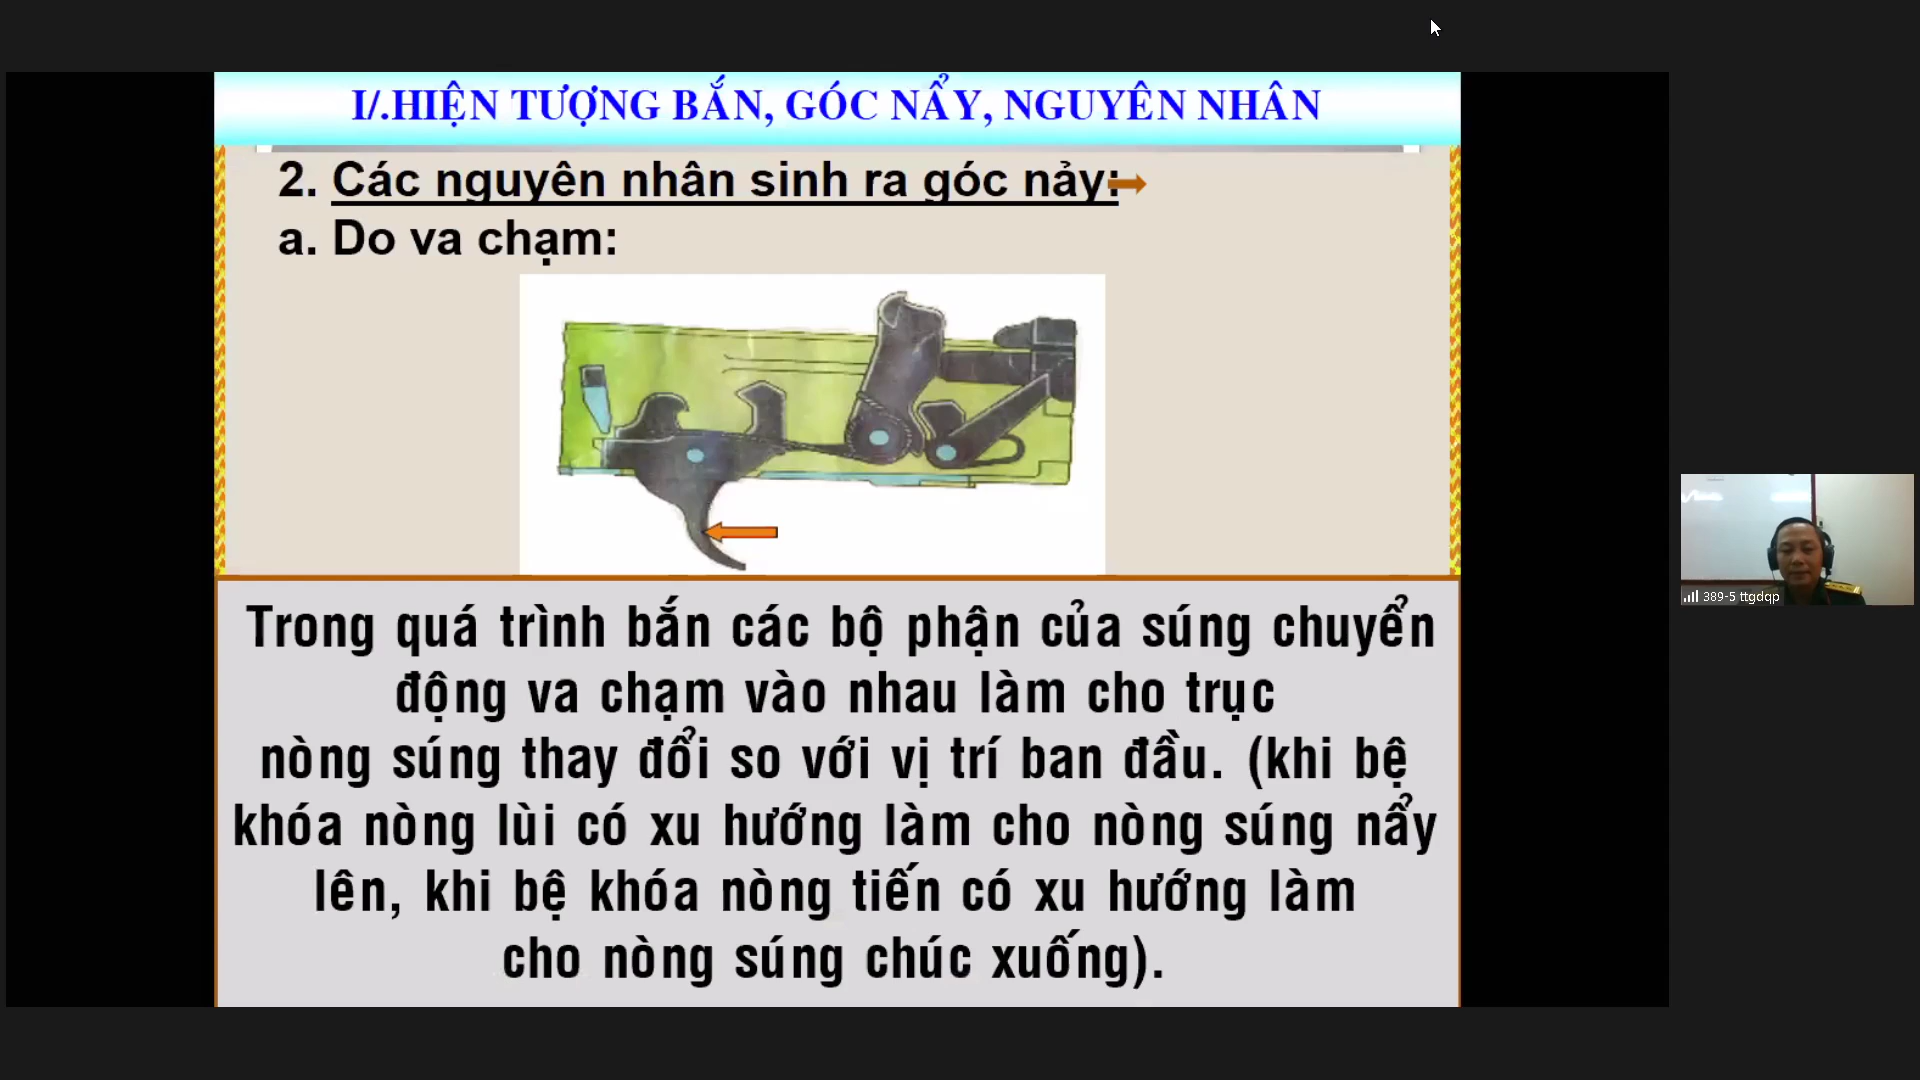 I/.HIỆN TƯỢNG BẮN, GÓC NẨY, NGUYÊN NHÂN
2. Các nguyên nhân sinh ra góc nảy:
a. Do va chạm:
Trong quá trình bắn các bộ phận của súng chuyển
động va chạm vào nhau làm cho trục
nòng súng thay đổi so với vị trí ban đầu. (khi bệ
khóa nòng lùi có xu hướng làm cho nòng súng nẩy
lên, khi bệ khóa nòng tiến có xu hướng làm
cho nòng súng chúc xuống).
389-5 ttgdqp